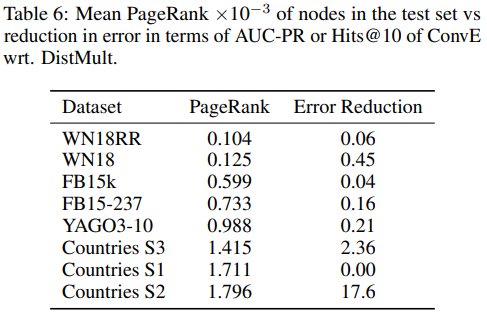 Table 6: Mean PageRank ×10⁻³ of nodes in the test set vs
reduction in error in terms of AUC-PR or Hits@10 of ConvE
wrt. DistMult.
Dataset PageRank Error Reduction
WN18RR 0.104 0.06
WN18 0.125 0.45
FB15k 0.599 0.04
FB15-237 0.733 0.16
YAGO3-10 0.988 0.21
Countries S3 1.415 2.36
Countries S1 1.711 0.00
Countries S2 1.796 17.6